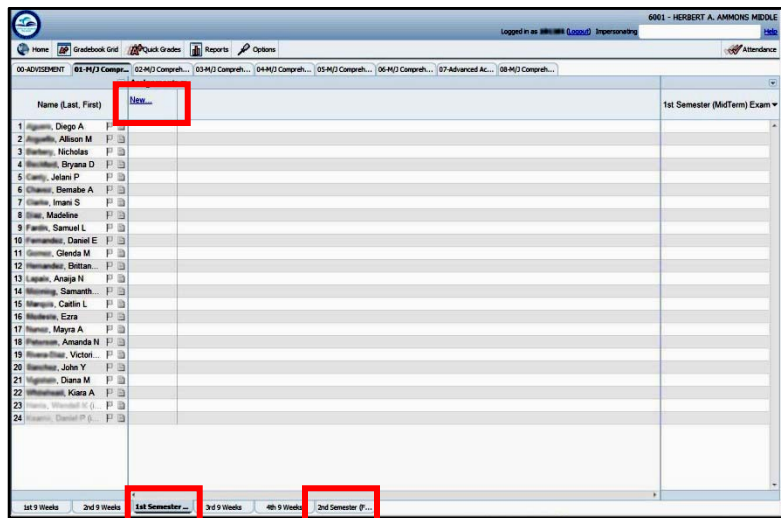 6001 - HERBERT A. AMMONS MIDDLE
Logged in as (Logout) Impersonating Help
Home Gradebook Grid Quick Grades Reports Options Attendance
00-ADVISEMENT 01-M/J Compr... 02-M/J Compreh... 03-M/J Compreh... 04-M/J Compreh... 05-M/J Compreh... 06-M/J Compreh... 07-Advanced Ac... 08-M/J Compreh...
Name (Last, First) New... 1st Semester (MidTerm) Exam
1 , Diego A
2 , Allison M
3 , Nicholas
4 , Bryana D
5 , Jelani P
6 , Bernabe A
7 , Imani S
8 , Madeline
9 , Samuel L
10 , Daniel E
11 , Glenda M
12 , Brittan...
13 , Anaija N
14 , Samanth...
15 , Caitlin L
16 , Ezra
17 , Mayra A
18 , Amanda N
19 , Victori...
20 , John Y
21 , Diana M
22 , Kiara A
23
24
1st 9 Weeks 2nd 9 Weeks 1st Semester ... 3rd 9 Weeks 4th 9 Weeks 2nd Semester (F...